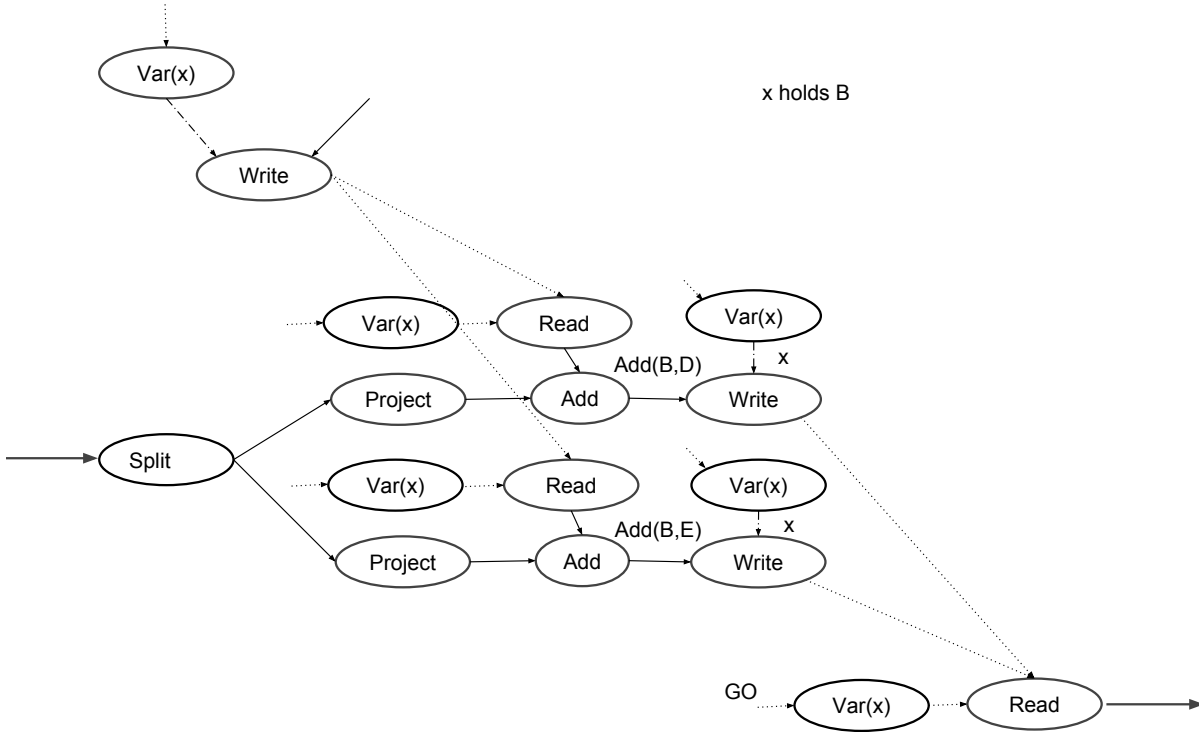 Var(x)
x holds B
Write
Var(x)
Read
Var(x)
Add(B,D)
x
Project
Add
Write
Split
Var(x)
Read
Var(x)
Add(B,E)
x
Project
Add
Write
GO
Var(x)
Read